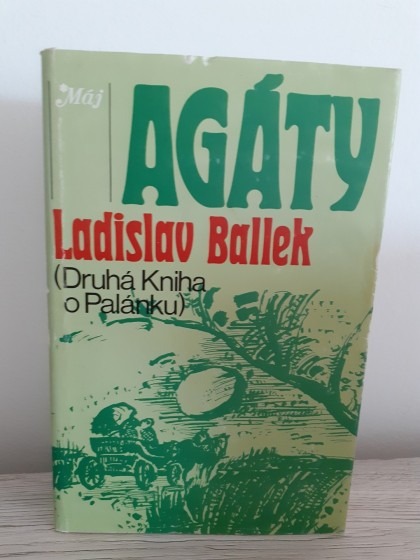 Máj
AGÁTY
Ladislav Ballek
(Druhá Kniha
o Palánku)